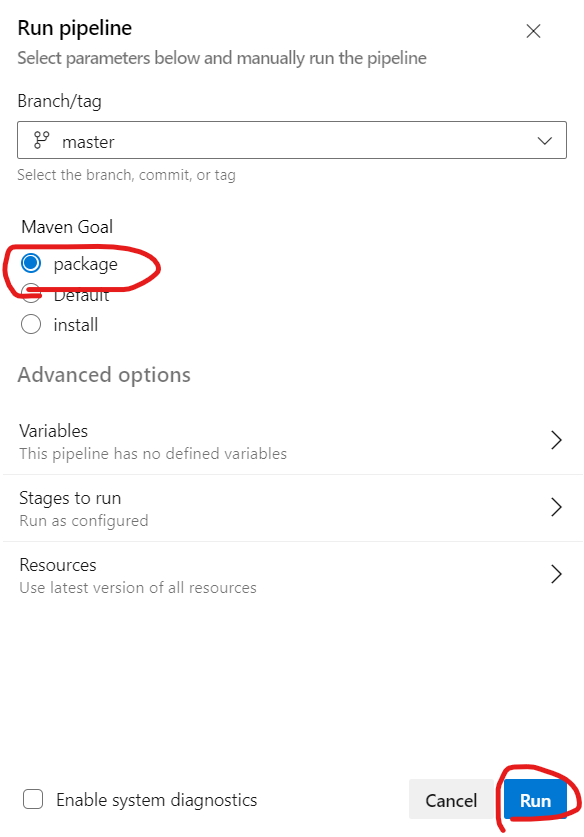 Run pipeline
Select parameters below and manually run the pipeline
Branch/tag
master
Select the branch, commit, or tag
Maven Goal
package
Default
install
Advanced options
Variables
This pipeline has no defined variables
Stages to run
Run as configured
Resources
Use latest version of all resources
Enable system diagnostics
Cancel
Run